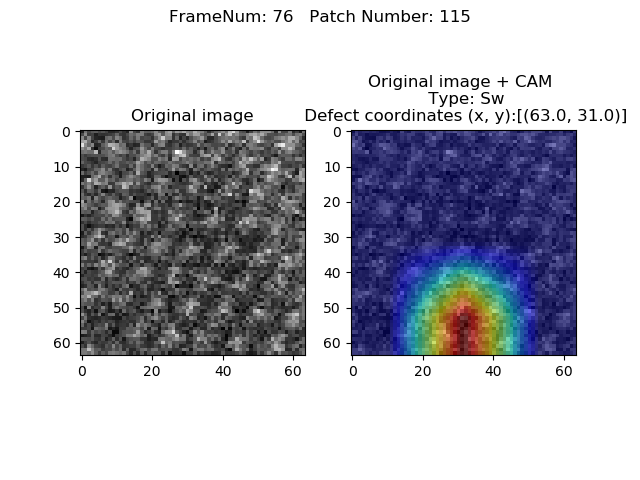 FrameNum: 76   Patch Number: 115
Original image
0
10
20
30
40
50
60
0 20 40 60
Original image + CAM
Type: Sw
Defect coordinates (x, y):[(63.0, 31.0)]
0
10
20
30
40
50
60
0 20 40 60